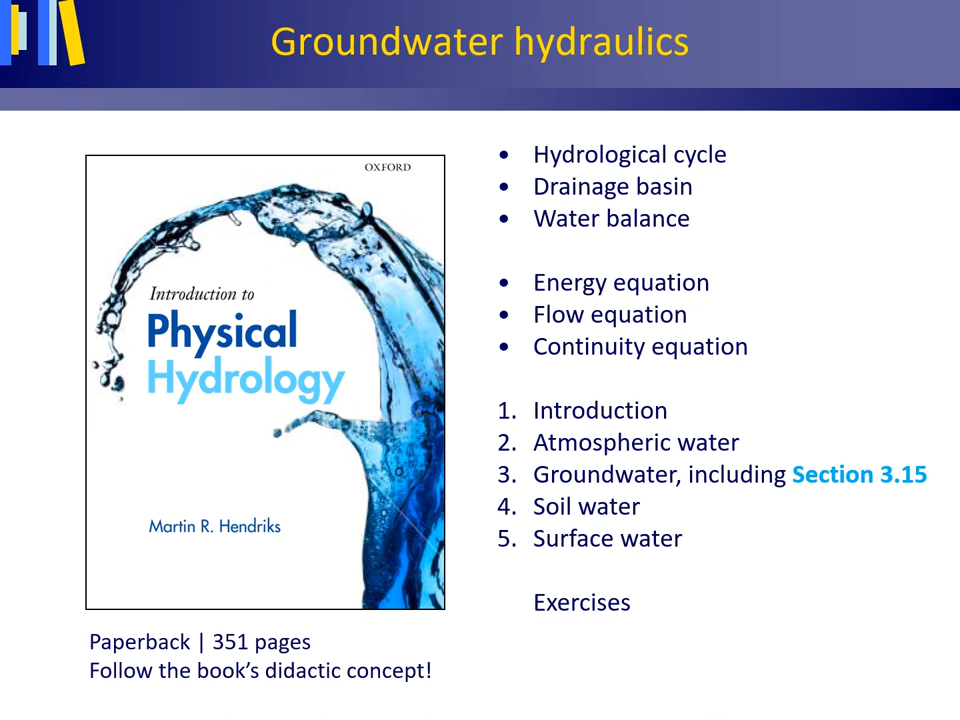 Groundwater hydraulics
OXFORD
Introduction to
Physical
Hydrology
Martin R. Hendriks
Paperback | 351 pages
Follow the book's didactic concept!
• Hydrological cycle
• Drainage basin
• Water balance
• Energy equation
• Flow equation
• Continuity equation
1. Introduction
2. Atmospheric water
3. Groundwater, including Section 3.15
4. Soil water
5. Surface water
Exercises